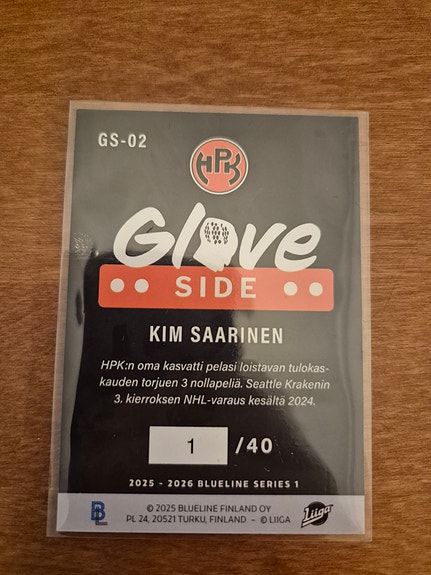 GS-02
HPK
Glove
SIDE
KIM SAARINEN
HPK:n oma kasvatti pelasi loistavan tulokas-
kauden torjuen 3 nollapeliä. Seattle Krakenin
3. kierroksen NHL-varaus kesältä 2024.
1 /40
2025 - 2026 BLUELINE SERIES 1
BL
© 2025 BLUELINE FINLAND OY
PL 24, 20521 TURKU, FINLAND - © LIIGA
Liiga